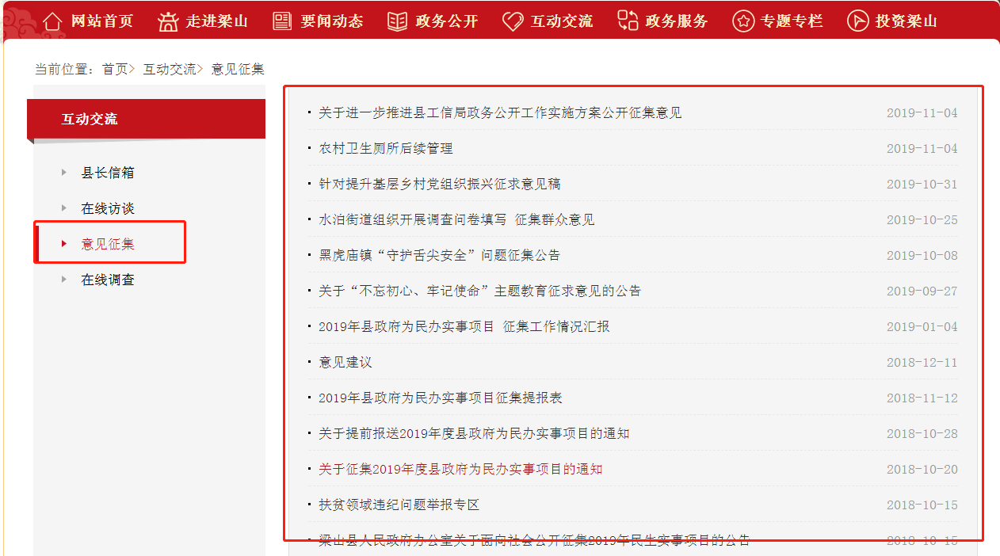 网站首页 走进梁山 要闻动态 政务公开 互动交流 政务服务 专题专栏 投资梁山
当前位置：首页> 互动交流> 意见征集
互动交流
县长信箱
在线访谈
意见征集
在线调查
· 关于进一步推进县工信局政务公开工作实施方案公开征集意见 2019-11-04
· 农村卫生厕所后续管理 2019-11-04
· 针对提升基层乡村党组织振兴征求意见稿 2019-10-31
· 水泊街道组织开展调查问卷填写 征集群众意见 2019-10-25
· 黑虎庙镇“守护舌尖安全”问题征集公告 2019-10-08
· 关于“不忘初心、牢记使命”主题教育征求意见的公告 2019-09-27
· 2019年县政府为民办实事项目 征集工作情况汇报 2019-01-04
· 意见建议 2018-12-11
· 2019年县政府为民办实事项目征集提报表 2018-11-12
· 关于提前报送2019年度县政府为民办实事项目的通知 2018-10-28
· 关于征集2019年度县政府为民办实事项目的通知 2018-10-20
· 扶贫领域违纪问题举报专区 2018-10-15
· 梁山县人民政府办公室关于面向社会公开征集2019年民生实事项目的公告 2018-10-15